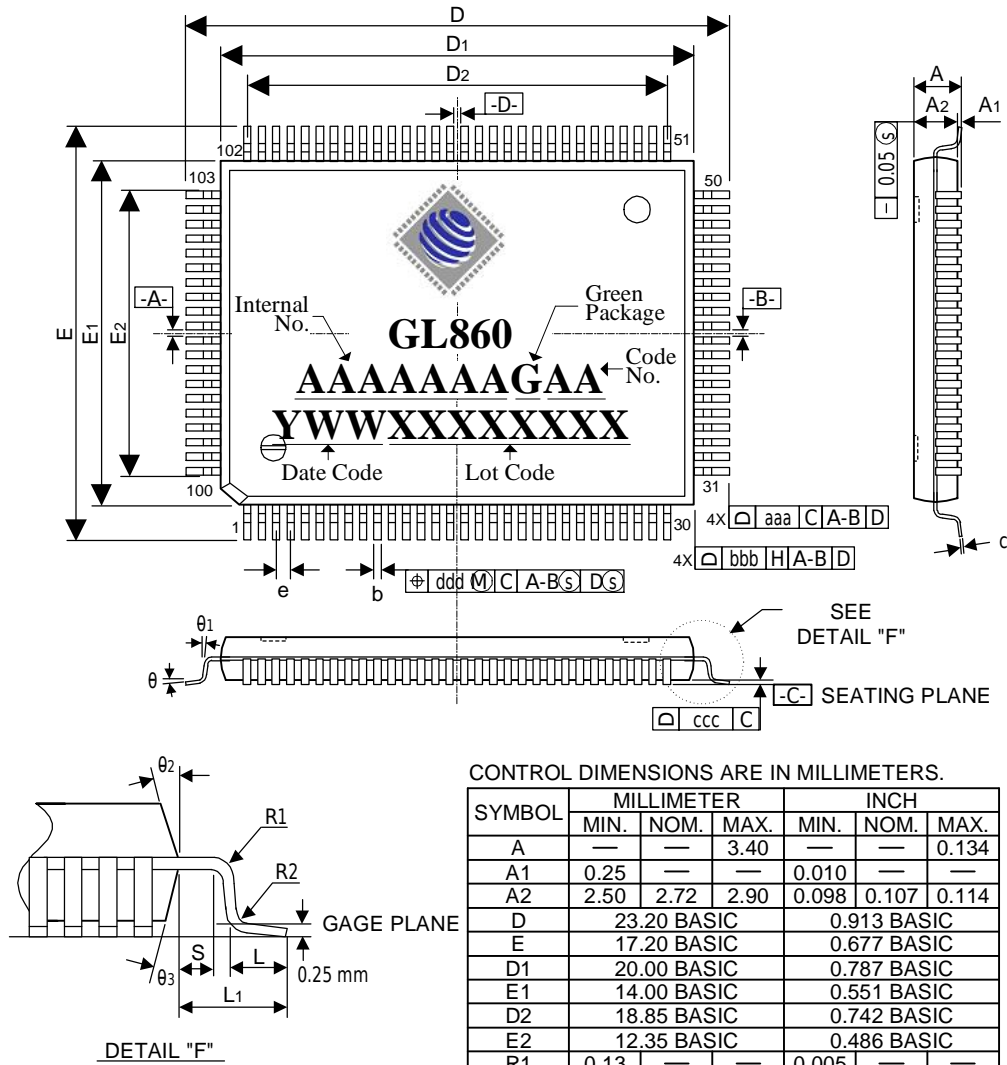 D
D1
D2
-D-
A
A2 A1
— 0.05 Ⓢ
102 51
103 50
-A- -B-
E E1 E2
Internal
No.
Green
Package
GL860
Code
No.
AAAAAAAGAA
YWWXXXXXXXX
Date Code Lot Code
100 31
1 30
4X D aaa C A-B D
4X D bbb H A-B D
e b
⌖ ddd Ⓜ C A-BⓈ DⓈ
c
θ1
θ
SEE
DETAIL "F"
-C- SEATING PLANE
D ccc C
θ2
R1
R2
GAGE PLANE
0.25 mm
S L
θ3
L1
DETAIL "F"
CONTROL DIMENSIONS ARE IN MILLIMETERS.
SYMBOL MILLIMETER INCH
MIN. NOM. MAX. MIN. NOM. MAX.
A — — 3.40 — — 0.134
A1 0.25 — — 0.010 — —
A2 2.50 2.72 2.90 0.098 0.107 0.114
D 23.20 BASIC 0.913 BASIC
E 17.20 BASIC 0.677 BASIC
D1 20.00 BASIC 0.787 BASIC
E1 14.00 BASIC 0.551 BASIC
D2 18.85 BASIC 0.742 BASIC
E2 12.35 BASIC 0.486 BASIC
R1 0.13 — — 0.005 — —